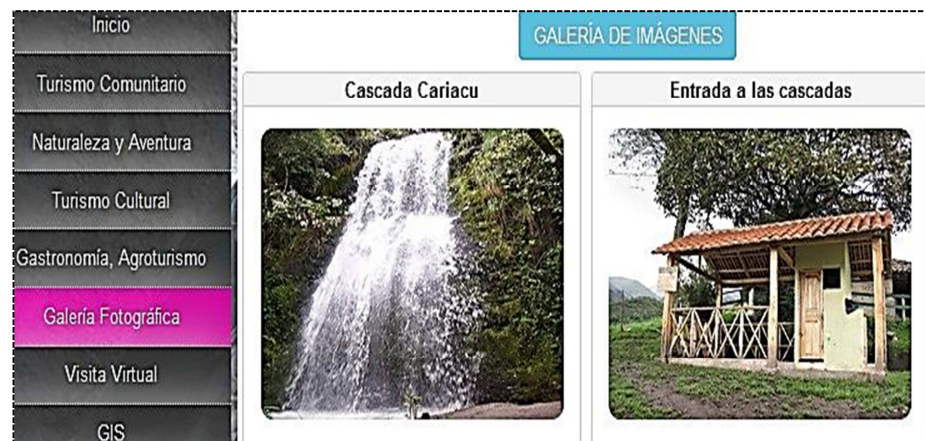 Inicio
Turismo Comunitario
Naturaleza y Aventura
Turismo Cultural
Gastronomía, Agroturismo
Galería Fotográfica
Visita Virtual
GIS
GALERÍA DE IMÁGENES
Cascada Cariacu
Entrada a las cascadas